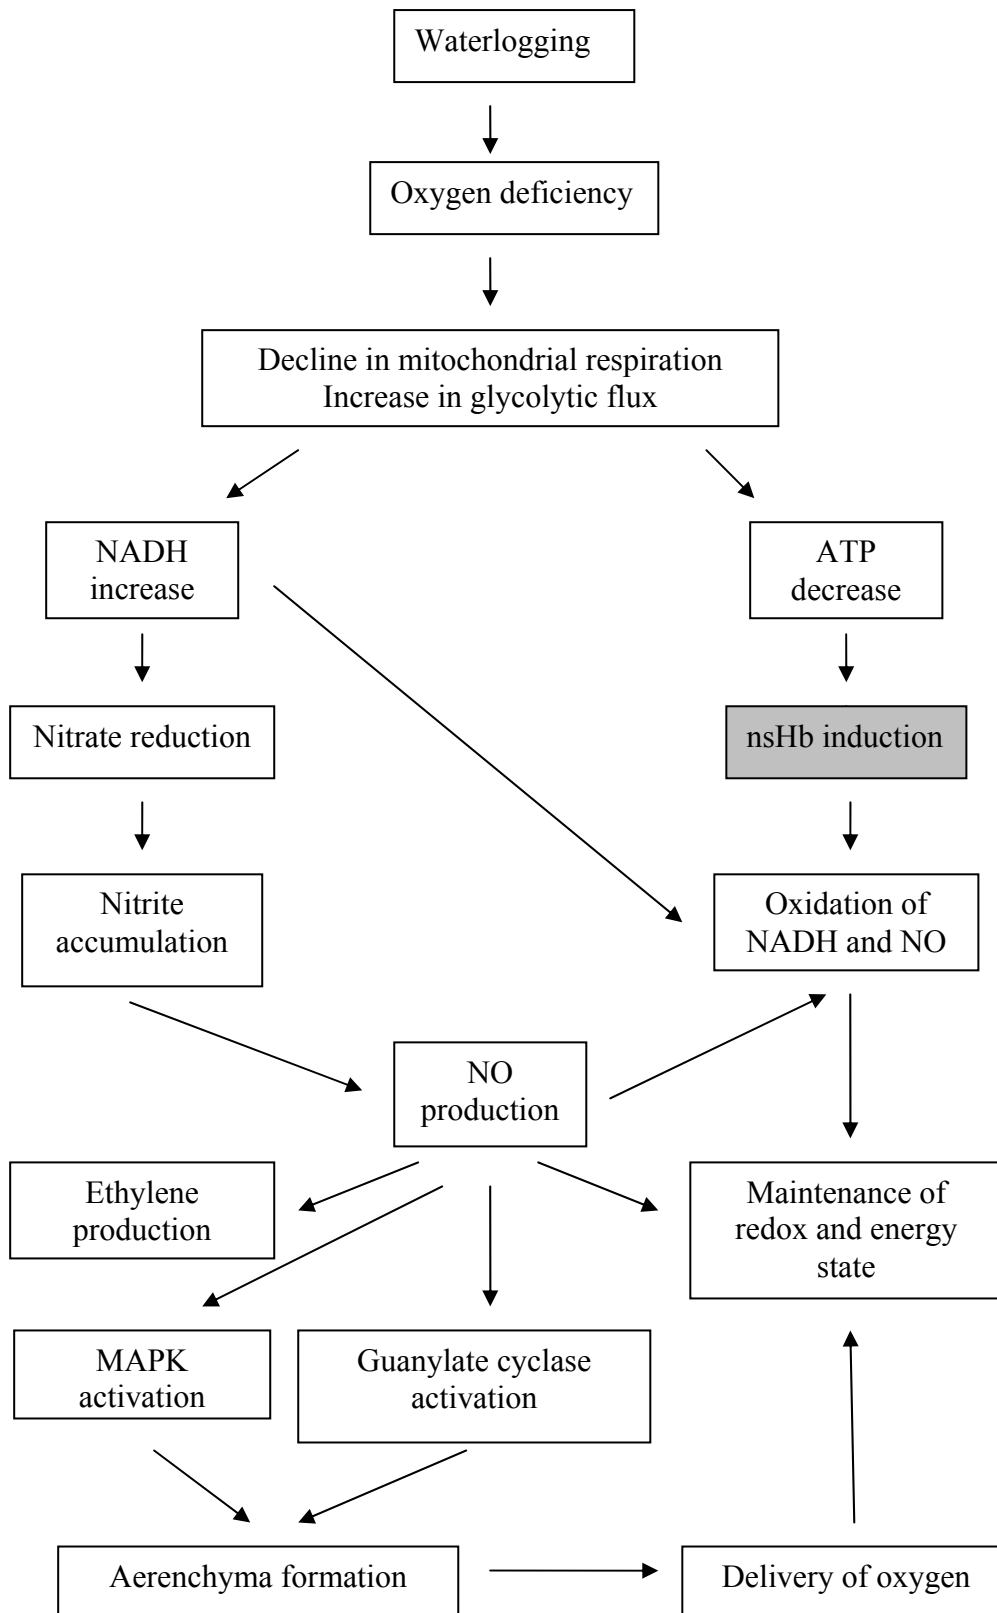 Waterlogging
Oxygen deficiency
Decline in mitochondrial respiration
Increase in glycolytic flux
NADH
increase
ATP
decrease
Nitrate reduction
nsHb induction
Nitrite
accumulation
Oxidation of
NADH and NO
NO
production
Ethylene
production
Maintenance of
redox and energy
state
MAPK
activation
Guanylate cyclase
activation
Aerenchyma formation
Delivery of oxygen